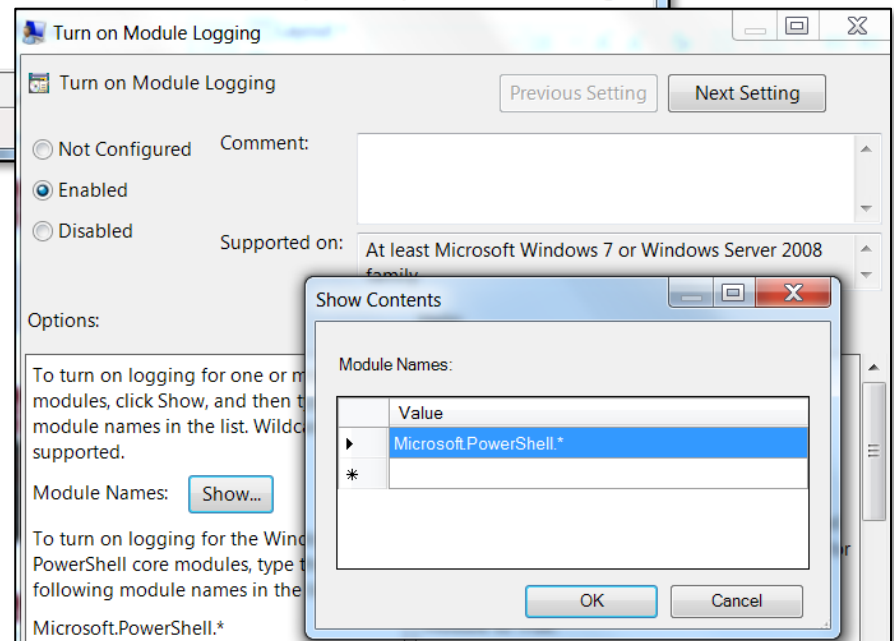 Turn on Module Logging
Turn on Module Logging
Previous Setting
Next Setting
Not Configured
Comment:
Enabled
Disabled
Supported on:
At least Microsoft Windows 7 or Windows Server 2008
family
Options:
Show Contents
Module Names:
Value
Microsoft.PowerShell.*
OK
Cancel
To turn on logging for one or m
modules, click Show, and then t
module names in the list. Wildc
supported.
Module Names:
Show...
To turn on logging for the Wind
PowerShell core modules, type t
following module names in the
Microsoft.PowerShell.*